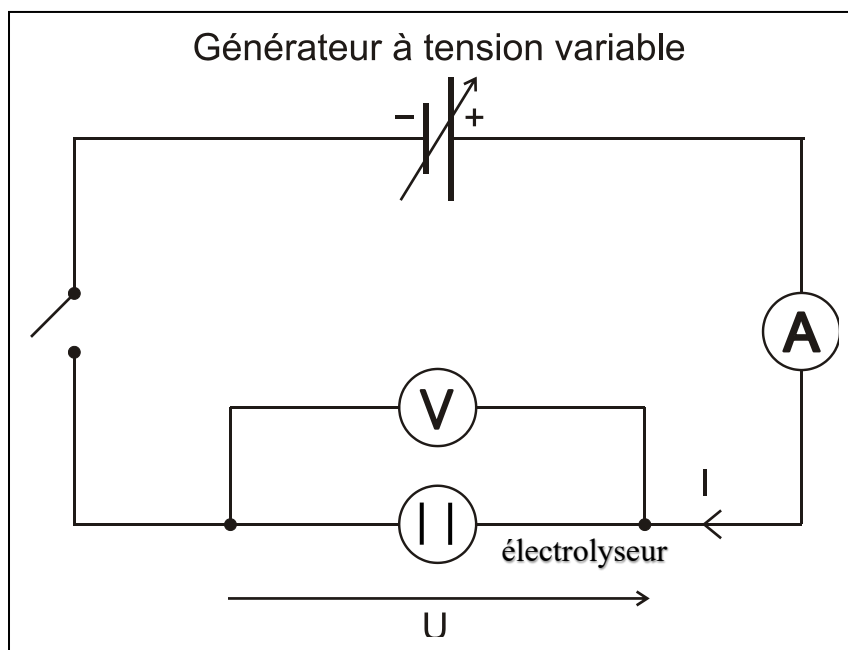 Générateur à tension variable
− +
A
V
I
électrolyseur
U